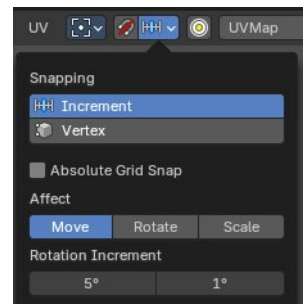 UV UVMap
Snapping
Increment
Vertex
Absolute Grid Snap
Affect
Move Rotate Scale
Rotation Increment
5° 1°